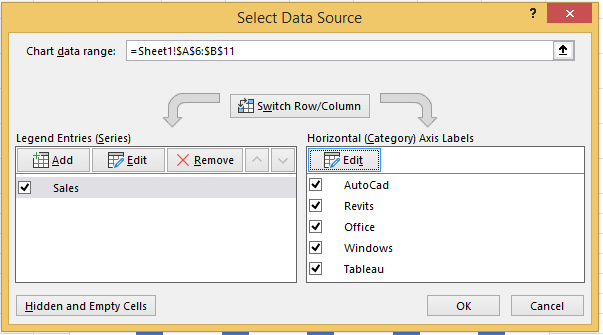 Select Data Source
?
Chart data range: =Sheet1!$A$6:$B$11
Switch Row/Column
Legend Entries (Series)
Horizontal (Category) Axis Labels
Add Edit Remove
Edit
Sales
AutoCad
Revits
Office
Windows
Tableau
Hidden and Empty Cells
OK Cancel